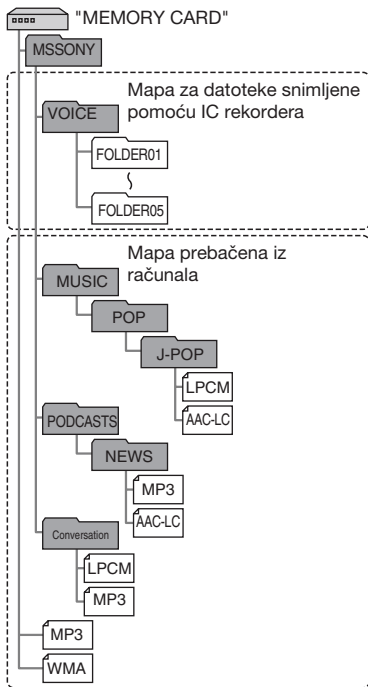 "MEMORY CARD"
MSSONY
Mapa za datoteke snimljene
pomoću IC rekordera
VOICE
FOLDER01
FOLDER05
Mapa prebačena iz
računala
MUSIC
POP
J-POP
LPCM
AAC-LC
PODCASTS
NEWS
MP3
AAC-LC
Conversation
LPCM
MP3
MP3
WMA